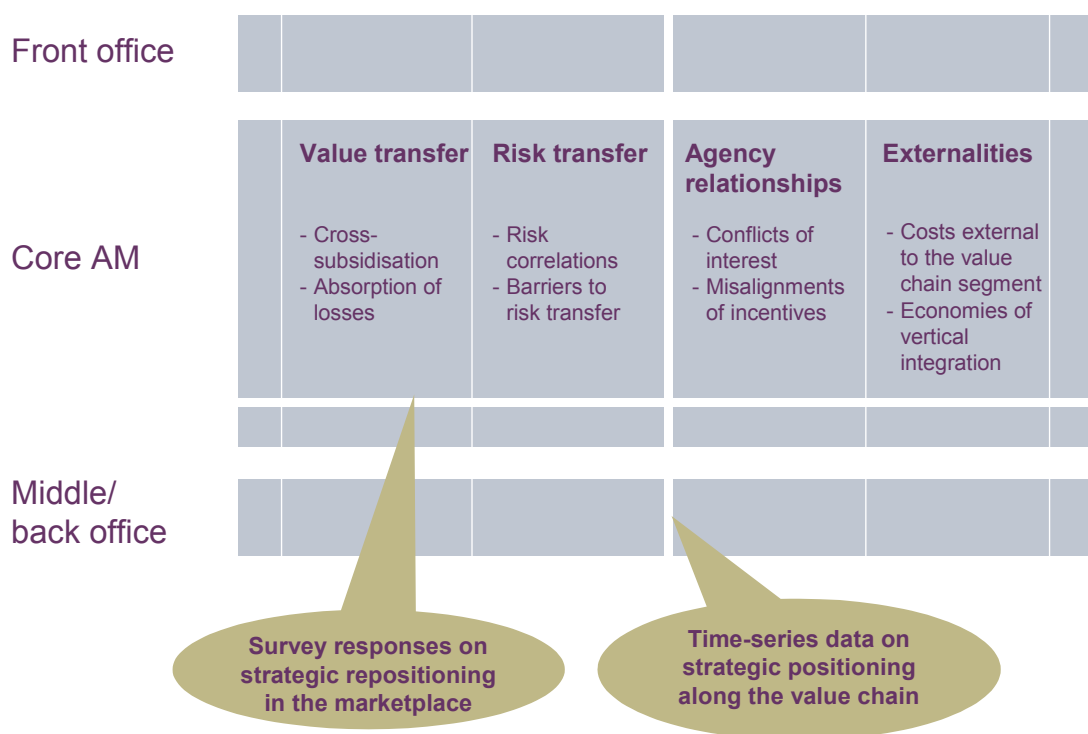 Front office
Value transfer
- Cross-
subsidisation
- Absorption of
losses
Risk transfer
- Risk
correlations
- Barriers to
risk transfer
Agency
relationships
- Conflicts of
interest
- Misalignments
of incentives
Externalities
- Costs external
to the value
chain segment
- Economies of
vertical
integration
Core AM
Middle/
back office
Survey responses on
strategic repositioning
in the marketplace
Time-series data on
strategic positioning
along the value chain